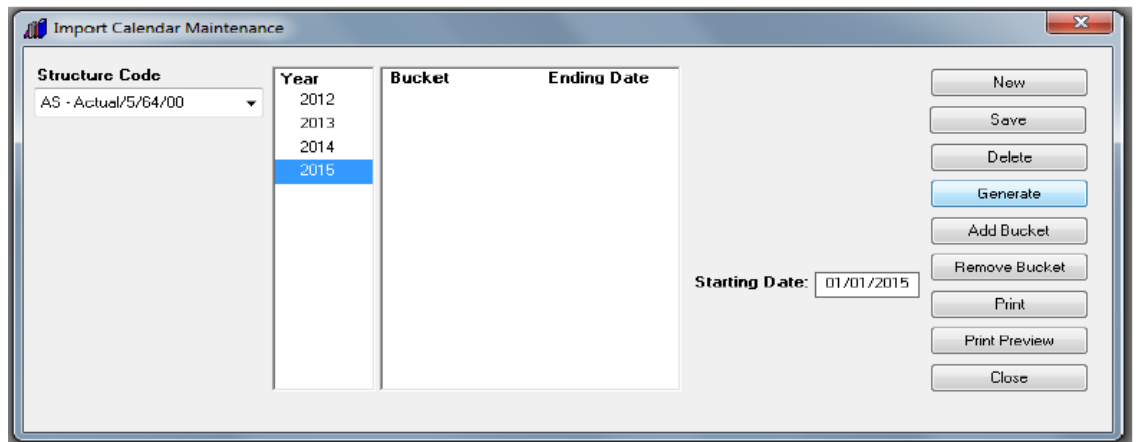 Import Calendar Maintenance
Structure Code
AS - Actual/5/64/00
Year
2012
2013
2014
2015
Bucket Ending Date
Starting Date: 01/01/2015
New
Save
Delete
Generate
Add Bucket
Remove Bucket
Print
Print Preview
Close